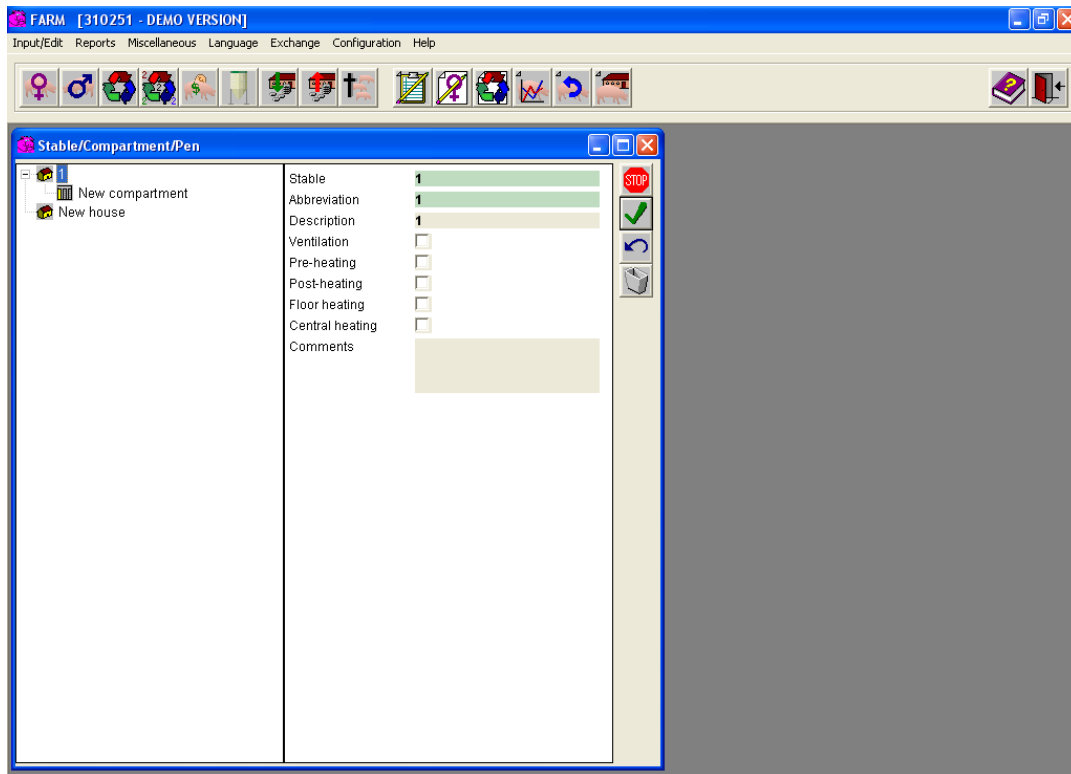 FARM [310251 - DEMO VERSION]
Input/Edit Reports Miscellaneous Language Exchange Configuration Help
Stable/Compartment/Pen
1
New compartment
New house
Stable 1
Abbreviation 1
Description 1
Ventilation
Pre-heating
Post-heating
Floor heating
Central heating
Comments
STOP